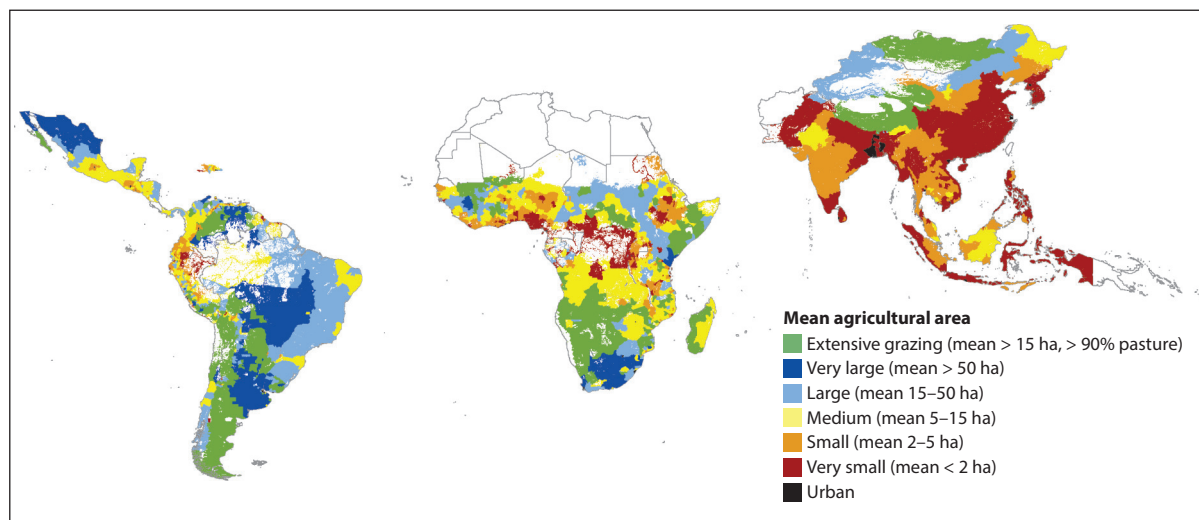 Mean agricultural area
Extensive grazing (mean > 15 ha, > 90% pasture)
Very large (mean > 50 ha)
Large (mean 15–50 ha)
Medium (mean 5–15 ha)
Small (mean 2–5 ha)
Very small (mean < 2 ha)
Urban